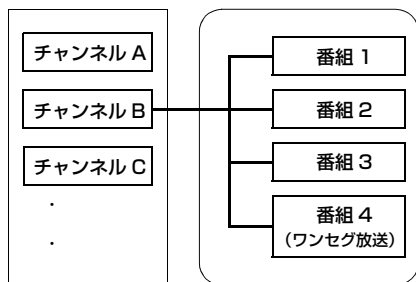 チャンネル A
チャンネル B
チャンネル C
.
.
番組 1
番組 2
番組 3
番組 4
(ワンセグ放送)